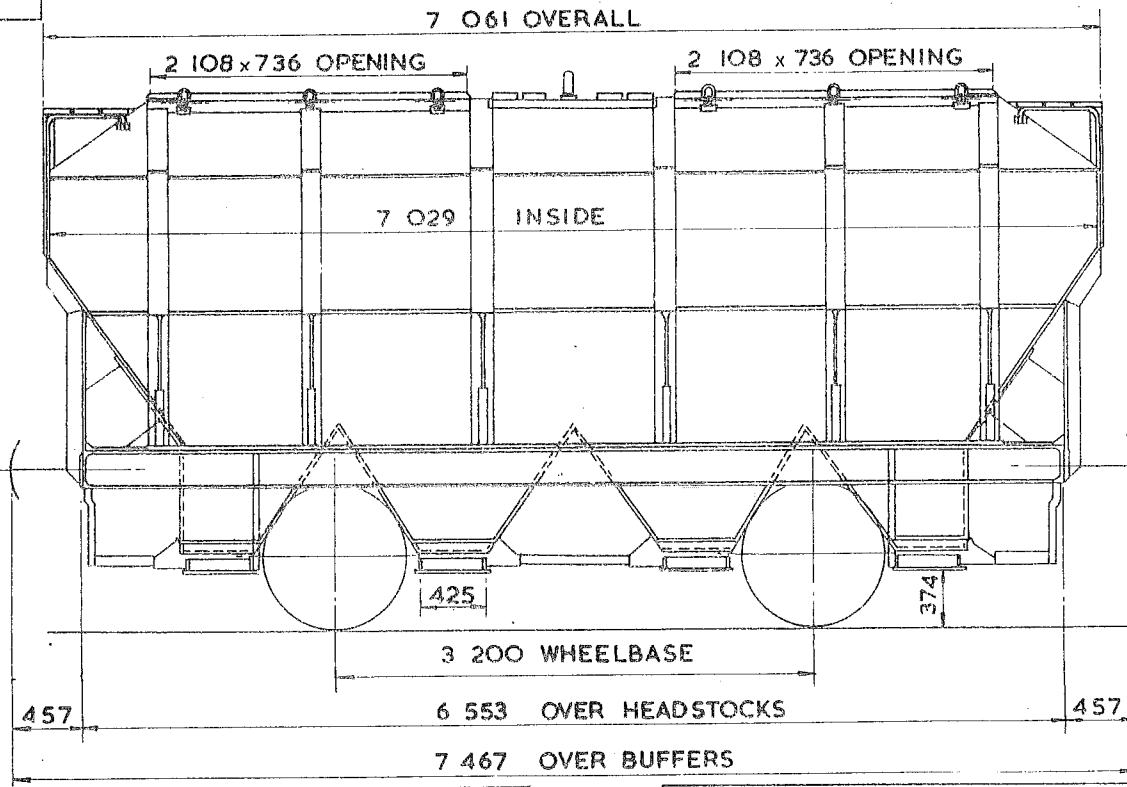 7 061 OVERALL
2 108 x 736 OPENING
2 108 x 736 OPENING
7 029 INSIDE
425
374
3 200 WHEELBASE
457
6 553 OVER HEADSTOCKS
457
7 467 OVER BUFFERS